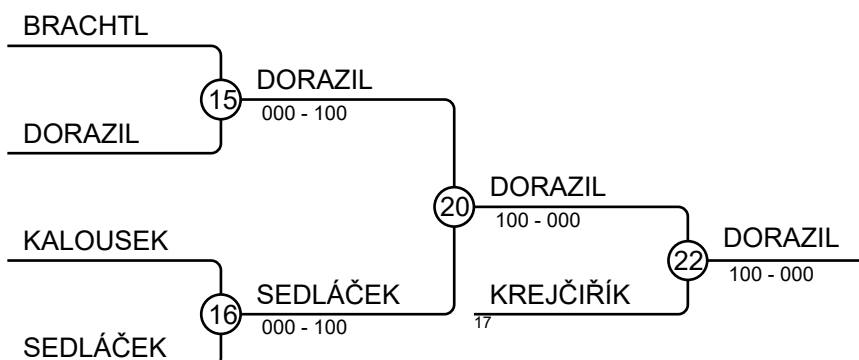 BRACHTL
DORAZIL
15
000 - 100
DORAZIL
DORAZIL
20
100 - 000
KALOUSEK
DORAZIL
22
100 - 000
SEDLÁČEK
KREJČIŘÍK
16
000 - 100
17
SEDLÁČEK